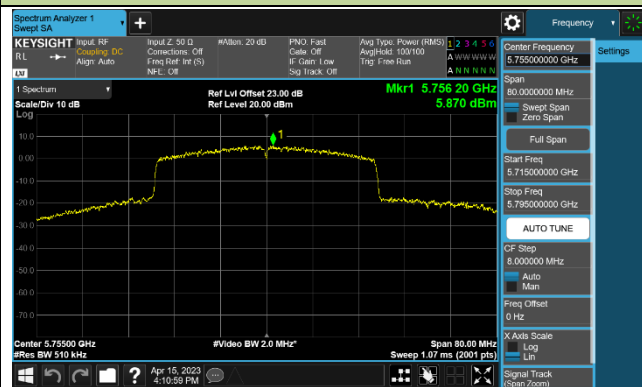 Spectrum Analyzer 1
Swept SA
+
Frequency
KEYSIGHT
RL
LXI
Input: RF
Coupling: DC
Align: Auto
Input Z: 50 Ω
Corrections: Off
Freq Ref: Int (S)
NFE: Off
#Atten: 20 dB
PNO: Fast
Gate: Off
IF Gain: Low
Sig Track: Off
Avg Type: Power (RMS)
Avg|Hold: 100/100
Trig: Free Run
1 2 3 4 5 6
A W W W W W
A N N N N N
1 Spectrum
Scale/Div 10 dB
Log
Ref Lvl Offset 23.00 dB
Ref Level 20.00 dBm
Mkr1 5.756 20 GHz
5.870 dBm
1
10.0
0.00
-10.0
-20.0
-30.0
-40.0
-50.0
-60.0
-70.0
Center 5.75500 GHz
#Res BW 510 kHz
#Video BW 2.0 MHz*
Span 80.00 MHz
Sweep 1.07 ms (2001 pts)
Center Frequency
5.755000000 GHz
Span
80.0000000 MHz
Swept Span
Zero Span
Full Span
Start Freq
5.715000000 GHz
Stop Freq
5.795000000 GHz
AUTO TUNE
CF Step
8.000000 MHz
Auto
Man
Freq Offset
0 Hz
X Axis Scale
Log
Lin
Signal Track
(Span Zoom)
Settings
?
Apr 15, 2023
4:10:59 PM